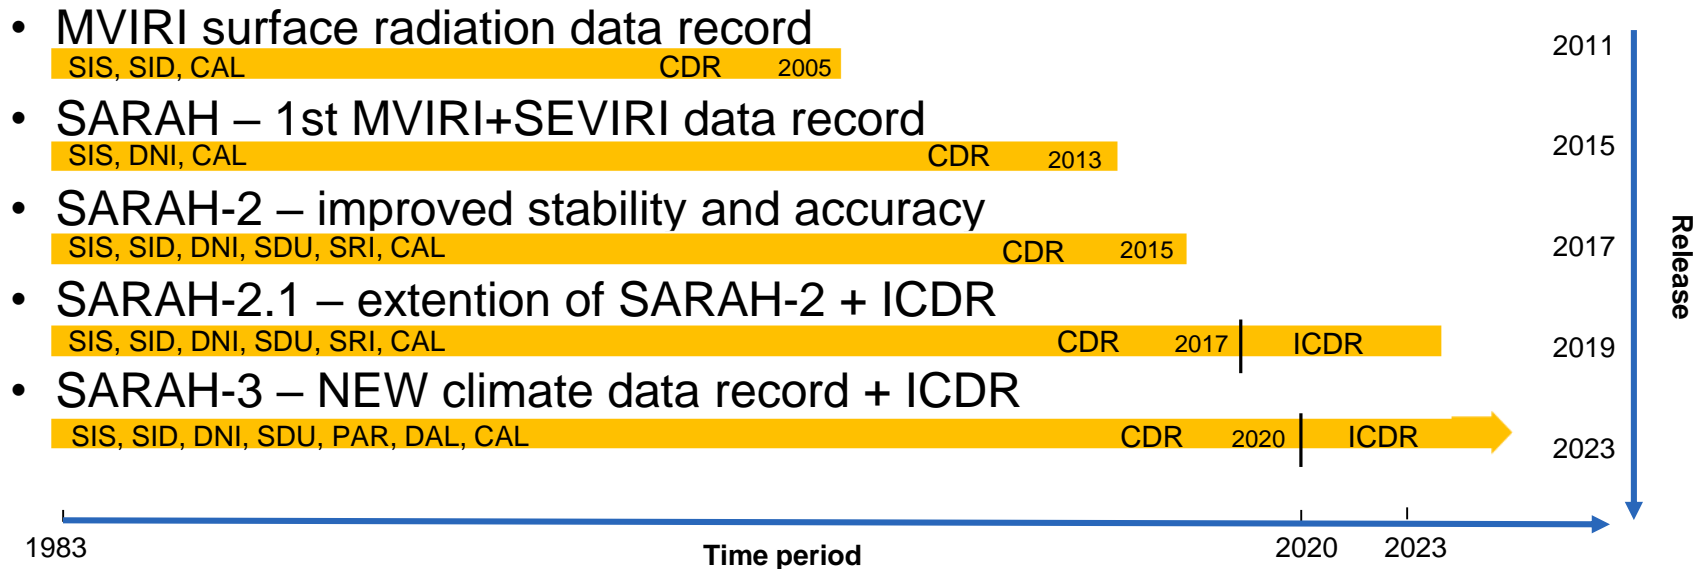 • MVIRI surface radiation data record
2011
SIS, SID, CAL CDR 2005
• SARAH – 1st MVIRI+SEVIRI data record
2015
SIS, DNI, CAL CDR 2013
• SARAH-2 – improved stability and accuracy
2017
SIS, SID, DNI, SDU, SRI, CAL CDR 2015
• SARAH-2.1 – extention of SARAH-2 + ICDR
2019
SIS, SID, DNI, SDU, SRI, CAL CDR 2017 ICDR
• SARAH-3 – NEW climate data record + ICDR
SIS, SID, DNI, SDU, PAR, DAL, CAL CDR 2020 ICDR
2023
Release
1983 2020 2023
Time period